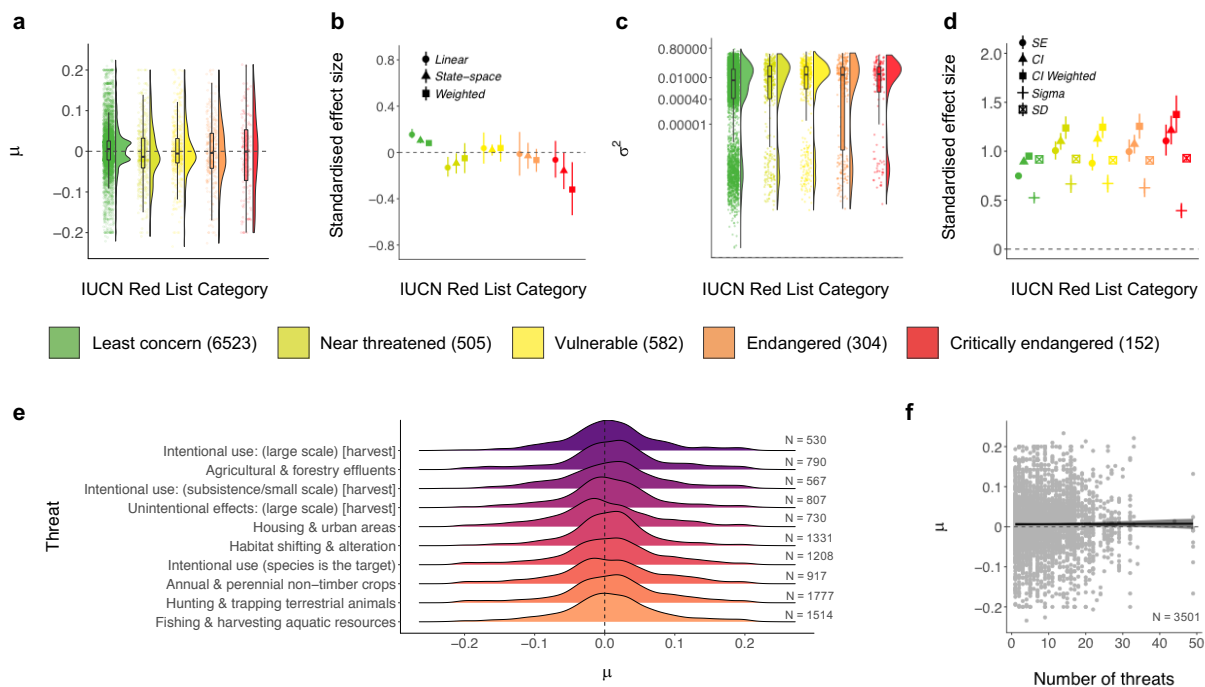 a
b
c
d
μ
0.2
0.1
0
−0.1
−0.2
IUCN Red List Category
Standardised effect size
0.8
0.4
0
−0.4
−0.8
Linear
State−space
Weighted
IUCN Red List Category
σ²
0.80000
0.01000
0.00040
0.00001
IUCN Red List Category
Standardised effect size
2.0
1.5
1.0
0.5
0
SE
CI
CI Weighted
Sigma
SD
IUCN Red List Category
Least concern (6523)
Near threatened (505)
Vulnerable (582)
Endangered (304)
Critically endangered (152)
e
Threat
Intentional use: (large scale) [harvest]
Agricultural & forestry effluents
Intentional use: (subsistence/small scale) [harvest]
Unintentional effects: (large scale) [harvest]
Housing & urban areas
Habitat shifting & alteration
Intentional use (species is the target)
Annual & perennial non−timber crops
Hunting & trapping terrestrial animals
Fishing & harvesting aquatic resources
N = 530
N = 790
N = 567
N = 807
N = 730
N = 1331
N = 1208
N = 917
N = 1777
N = 1514
−0.2
−0.1
0.0
0.1
0.2
μ
f
μ
0.2
0.1
0
−0.1
−0.2
N = 3501
0
10
20
30
40
50
Number of threats